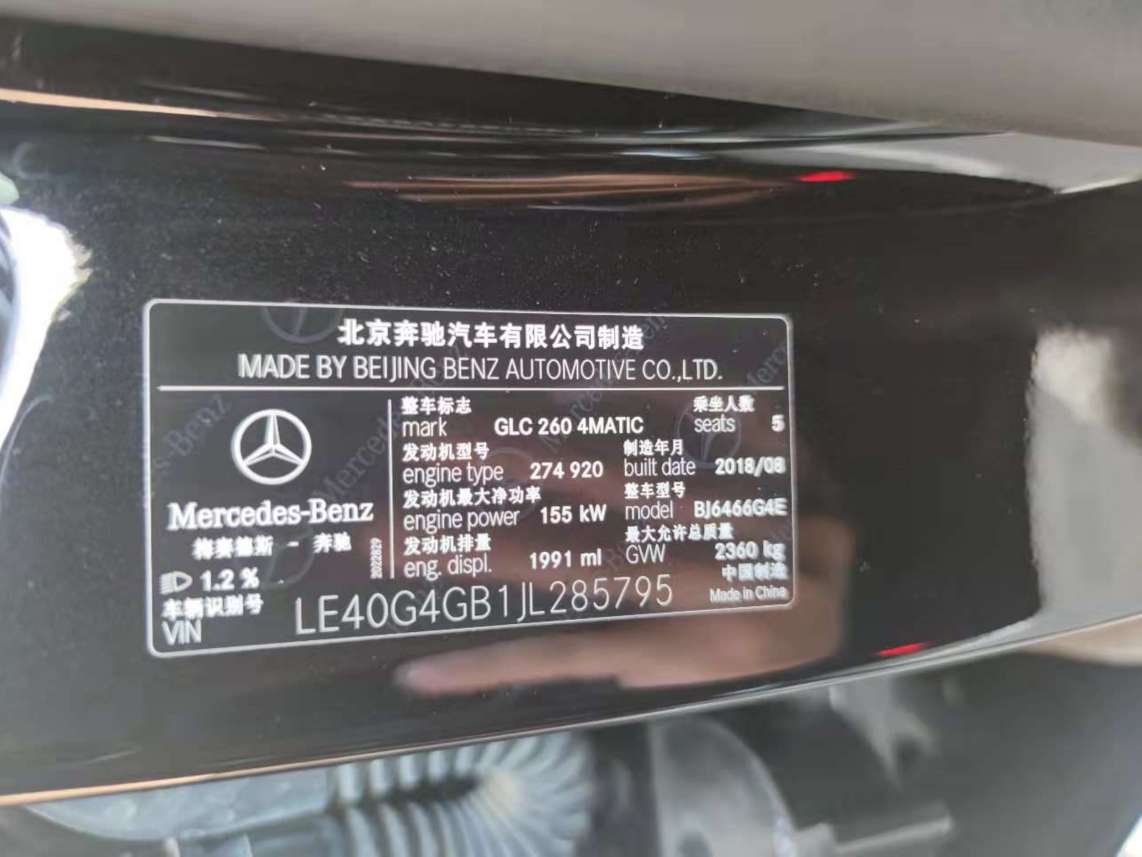 北京奔驰汽车有限公司制造
MADE BY BEIJING BENZ AUTOMOTIVE CO.,LTD.
整车标志
mark GLC 260 4MATIC
乘坐人数
seats 5
发动机型号
engine type 274 920
制造年月
built date 2018/08
发动机最大净功率
engine power 155 kW
整车型号
model BJ6466G4E
发动机排量
eng. displ. 1991 ml
最大允许总质量
GVW 2360 kg
中国制造
Made in China
Mercedes-Benz
梅赛德斯 - 奔驰
2022829
1.2 %
车辆识别号
VIN LE40G4GB1JL285795